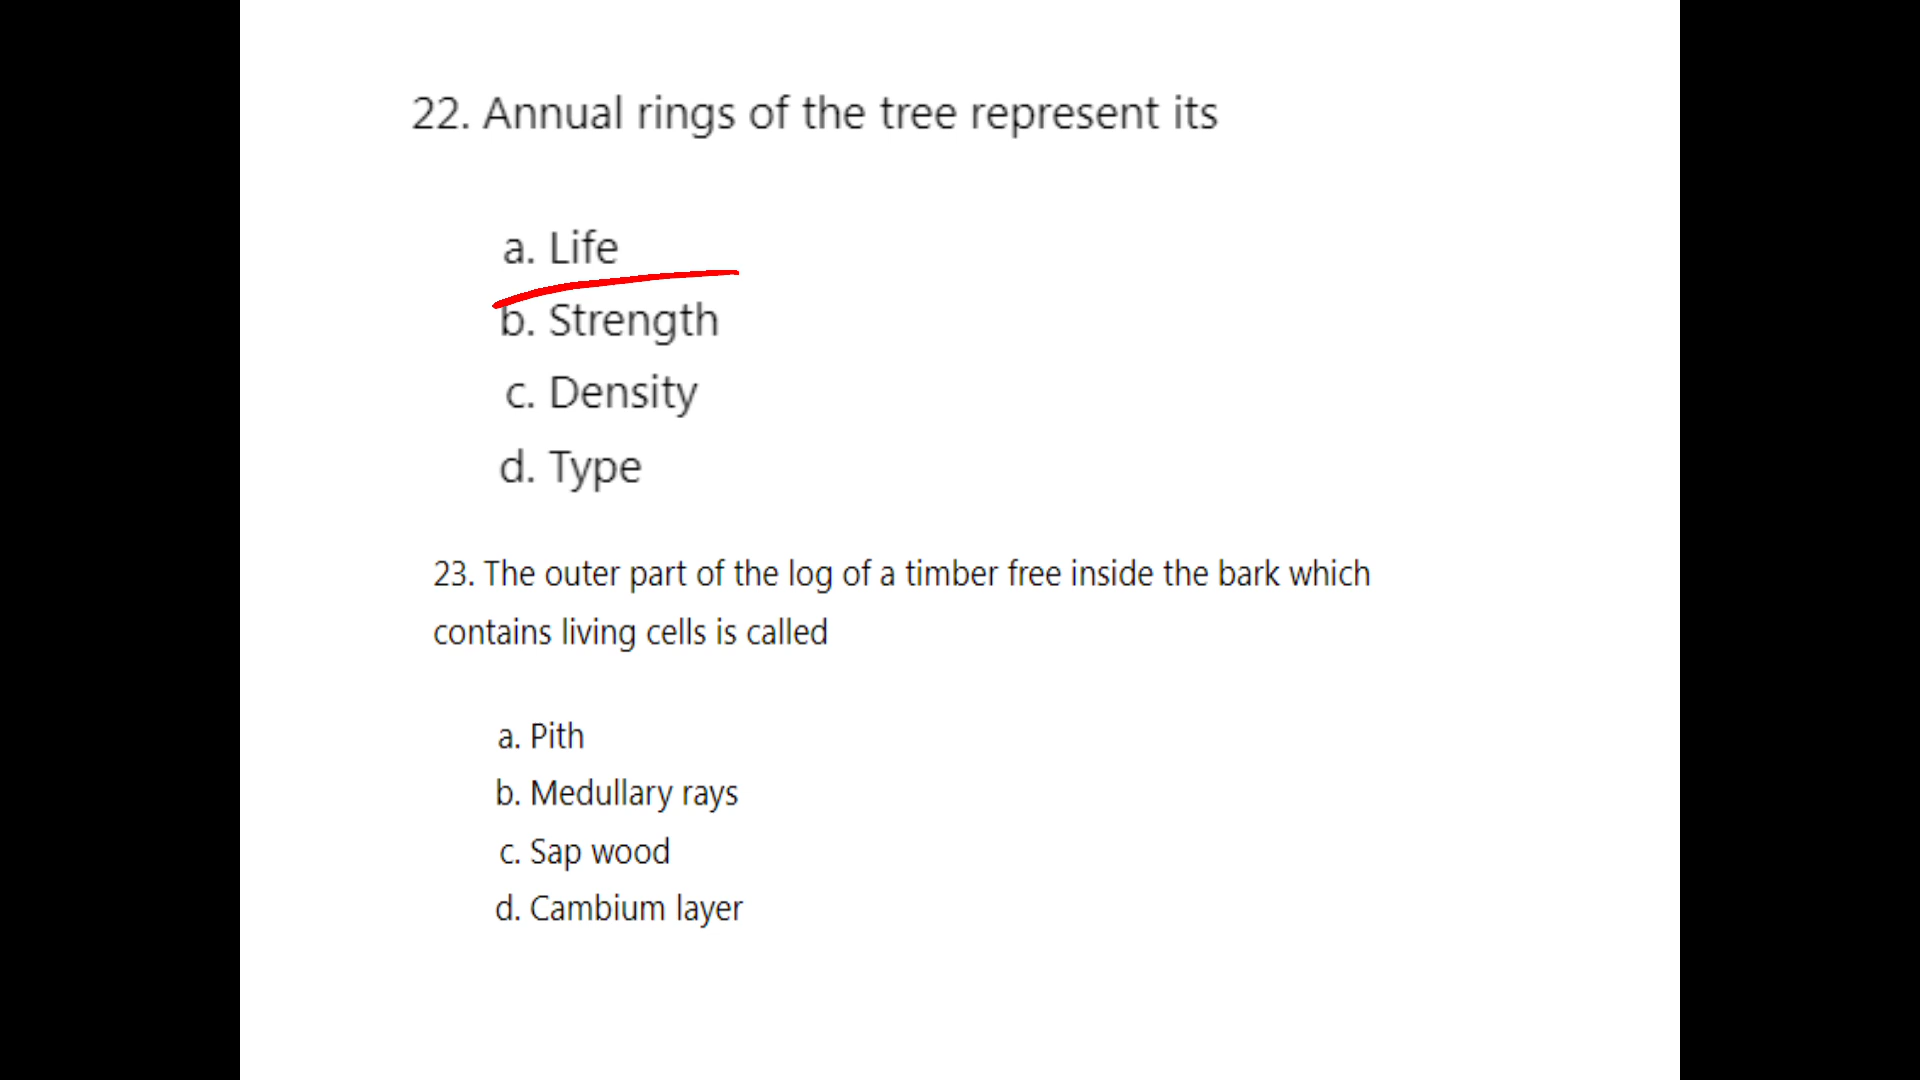 22. Annual rings of the tree represent its
a. Life
b. Strength
c. Density
d. Type
23. The outer part of the log of a timber free inside the bark which
contains living cells is called
a. Pith
b. Medullary rays
c. Sap wood
d. Cambium layer